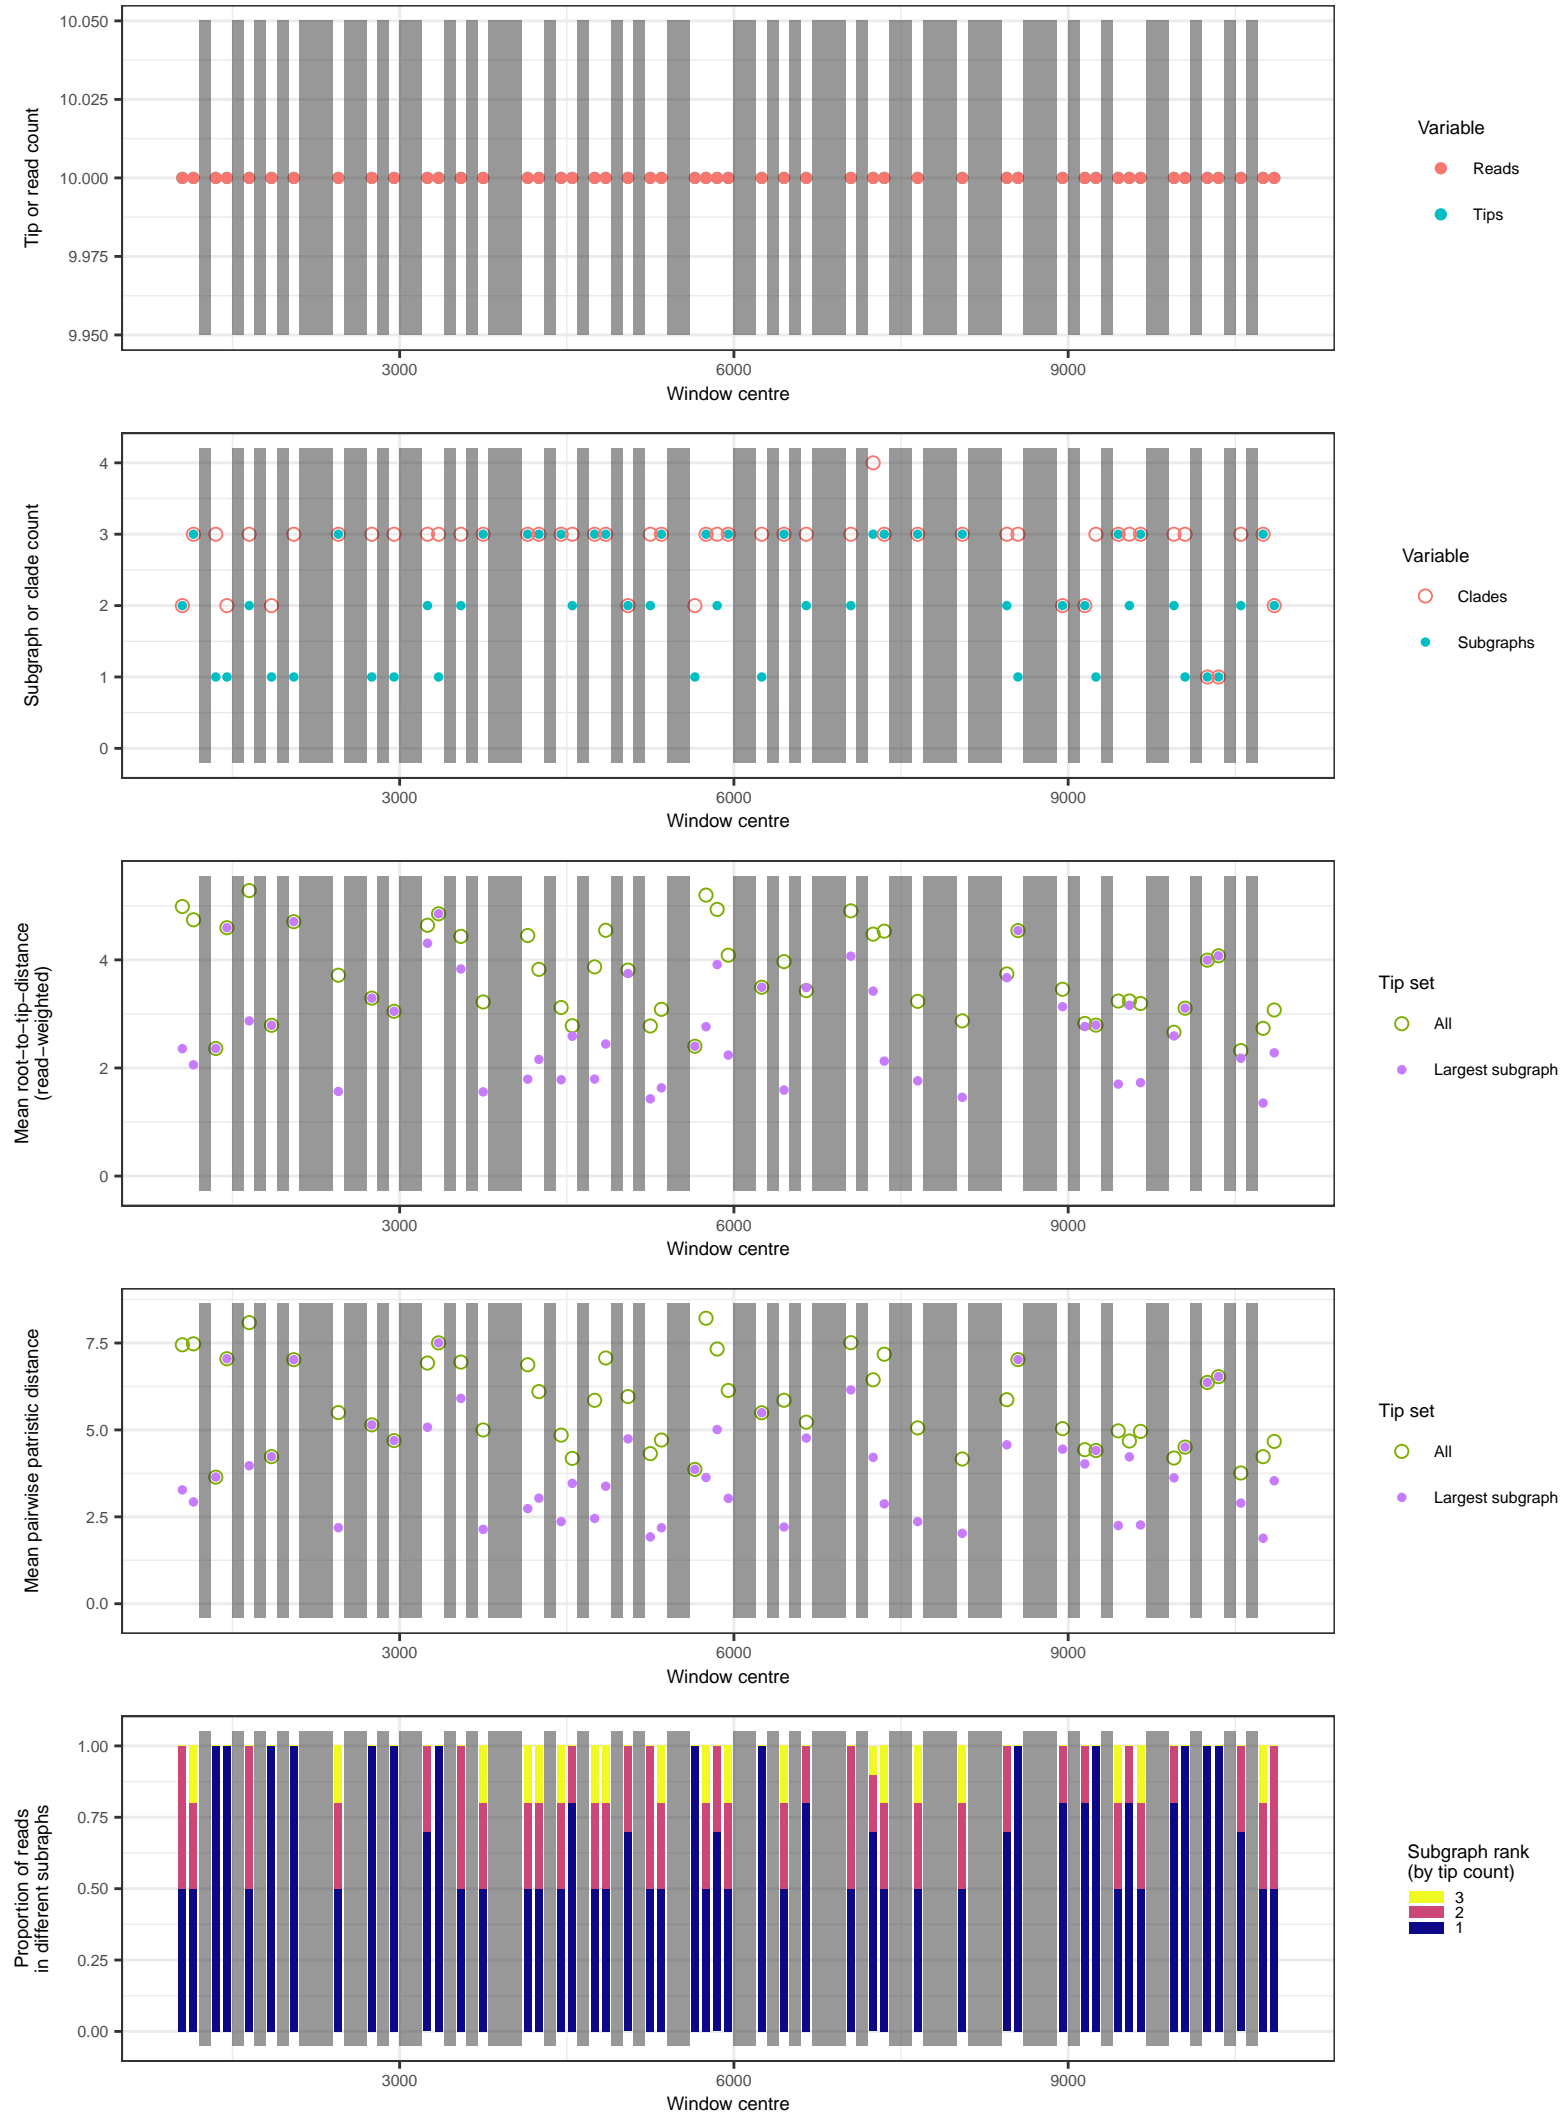 10.050
10.025
10.000
9.975
9.950
Tip or read count
3000 6000 9000
Window centre
Variable
Reads
Tips
4
3
2
1
0
Subgraph or clade count
3000 6000 9000
Window centre
Variable
Clades
Subgraphs
4
2
0
Mean root−to−tip−distance
(read−weighted)
3000 6000 9000
Window centre
Tip set
All
Largest subgraph
7.5
5.0
2.5
0.0
Mean pairwise patristic distance
3000 6000 9000
Window centre
Tip set
All
Largest subgraph
1.00
0.75
0.50
0.25
0.00
Proportion of reads
in different subraphs
3000 6000 9000
Window centre
Subgraph rank
(by tip count)
3
2
1